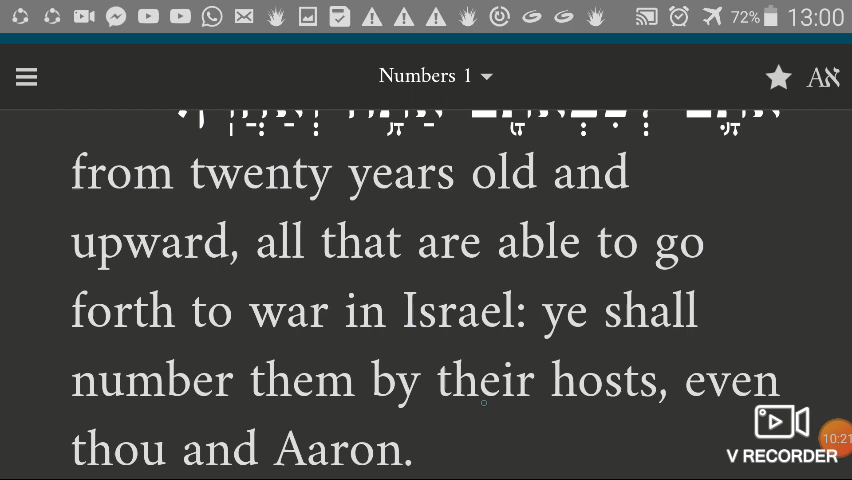 72% 13:00
Numbers 1
Aא
from twenty years old and
upward, all that are able to go
forth to war in Israel: ye shall
number them by their hosts, even
thou and Aaron.
V RECORDER
10:21